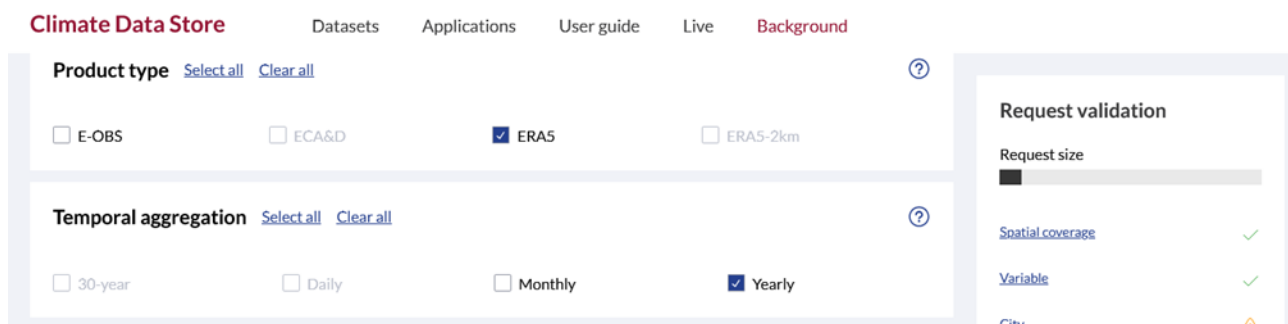 Climate Data Store Datasets Applications User guide Live Background
Product type Select all Clear all
E-OBS ECA&D ERA5 ERA5-2km
Temporal aggregation Select all Clear all
30-year Daily Monthly Yearly
Request validation
Request size
Spatial coverage
Variable
City